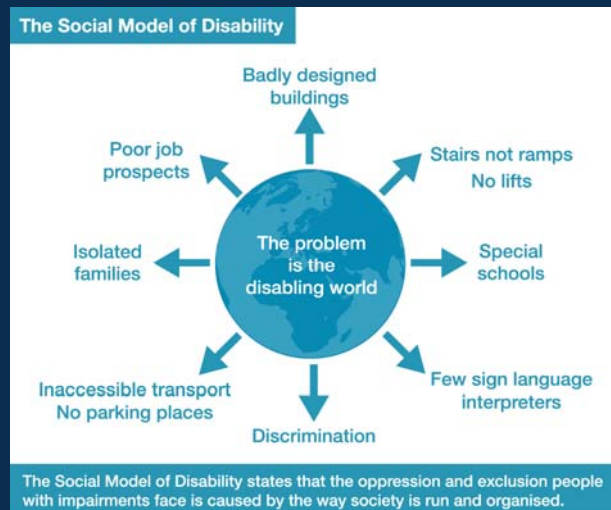 The Social Model of Disability
Badly designed
buildings
Stairs not ramps
No lifts
Special
schools
Few sign language
interpreters
Discrimination
Inaccessible transport
No parking places
Isolated
families
Poor job
prospects
The problem
is the
disabling world
The Social Model of Disability states that the oppression and exclusion people
with impairments face is caused by the way society is run and organised.